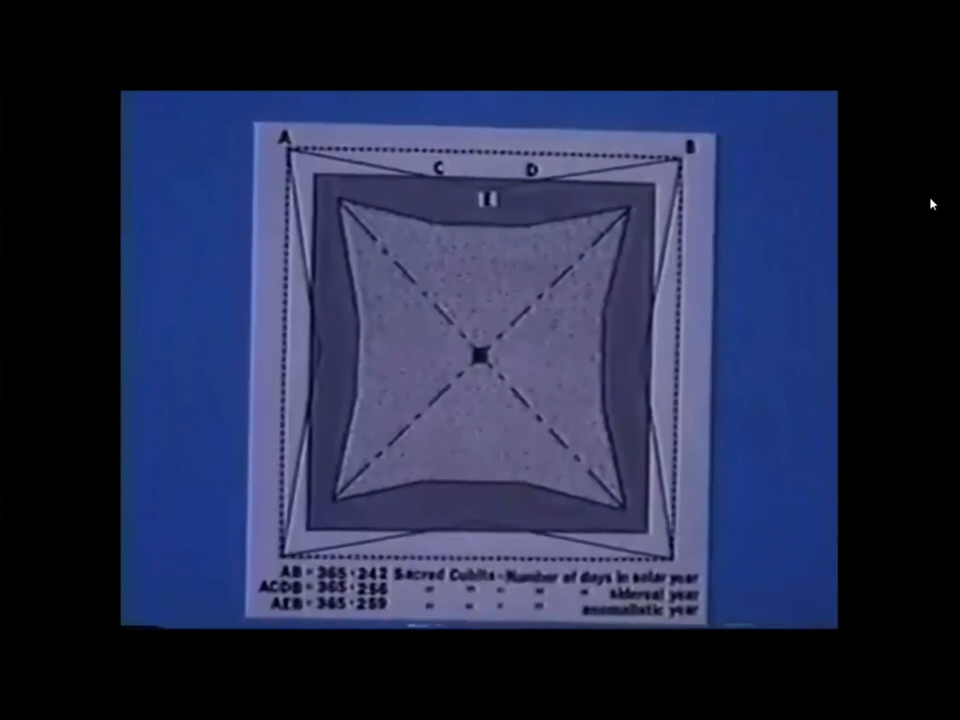 A
B
C D
E
AB = 365·242 Sacred Cubits = Number of days in solar year
ACDB = 365·256 " " = " " sidereal year
AEB = 365·259 " " = " anomalistic year